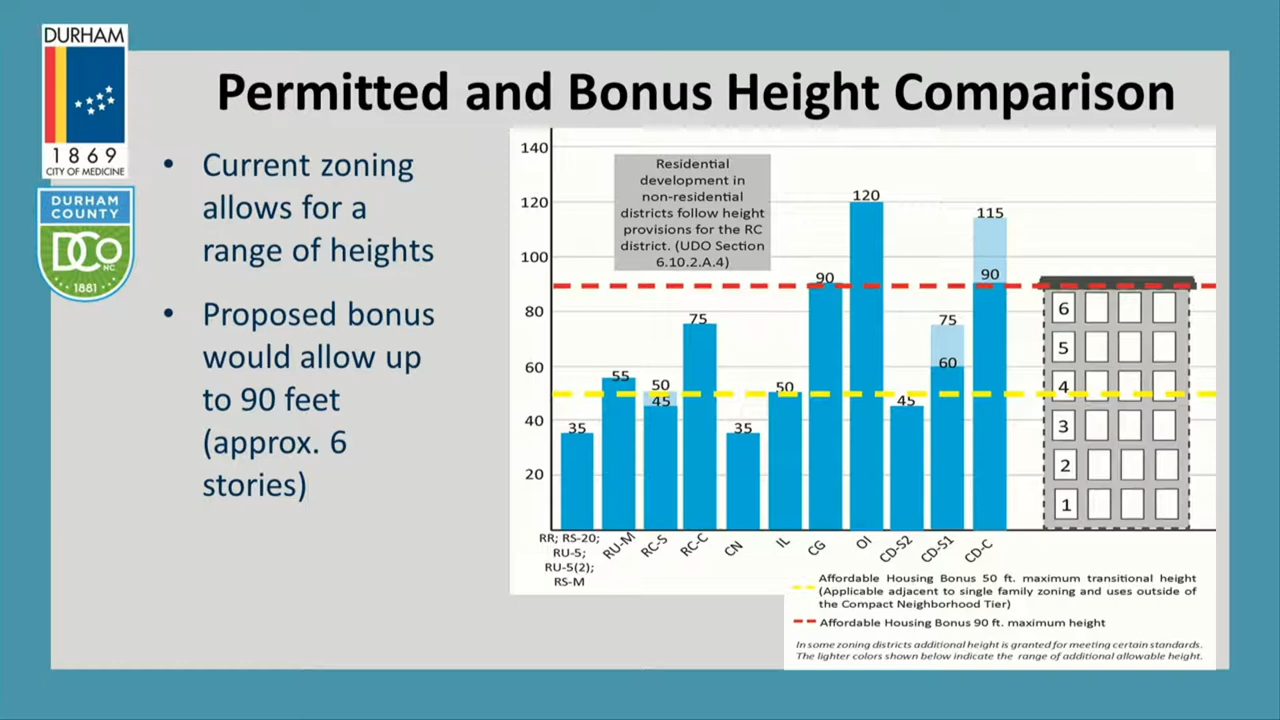 DURHAM
1869
CITY OF MEDICINE
DURHAM
COUNTY
DCo
NC
1881
Permitted and Bonus Height Comparison
• Current zoning
allows for a
range of heights
• Proposed bonus
would allow up
to 90 feet
(approx. 6
stories)
140
120
100
80
60
40
20
Residential
development in
non-residential
districts follow height
provisions for the RC
district. (UDO Section
6.10.2.A.4)
35
55
50
45
75
35
50
90
120
45
75
60
115
90
6
5
4
3
2
1
RR; RS-20;
RU-5;
RU-5(2);
RS-M
RU-M
RC-S
RC-C
CN
IL
CG
OI
CD-S2
CD-S1
CD-C
Affordable Housing Bonus 50 ft. maximum transitional height
(Applicable adjacent to single family zoning and uses outside of
the Compact Neighborhood Tier)
Affordable Housing Bonus 90 ft. maximum height
In some zoning districts additional height is granted for meeting certain standards.
The lighter colors shown below indicate the range of additional allowable height.